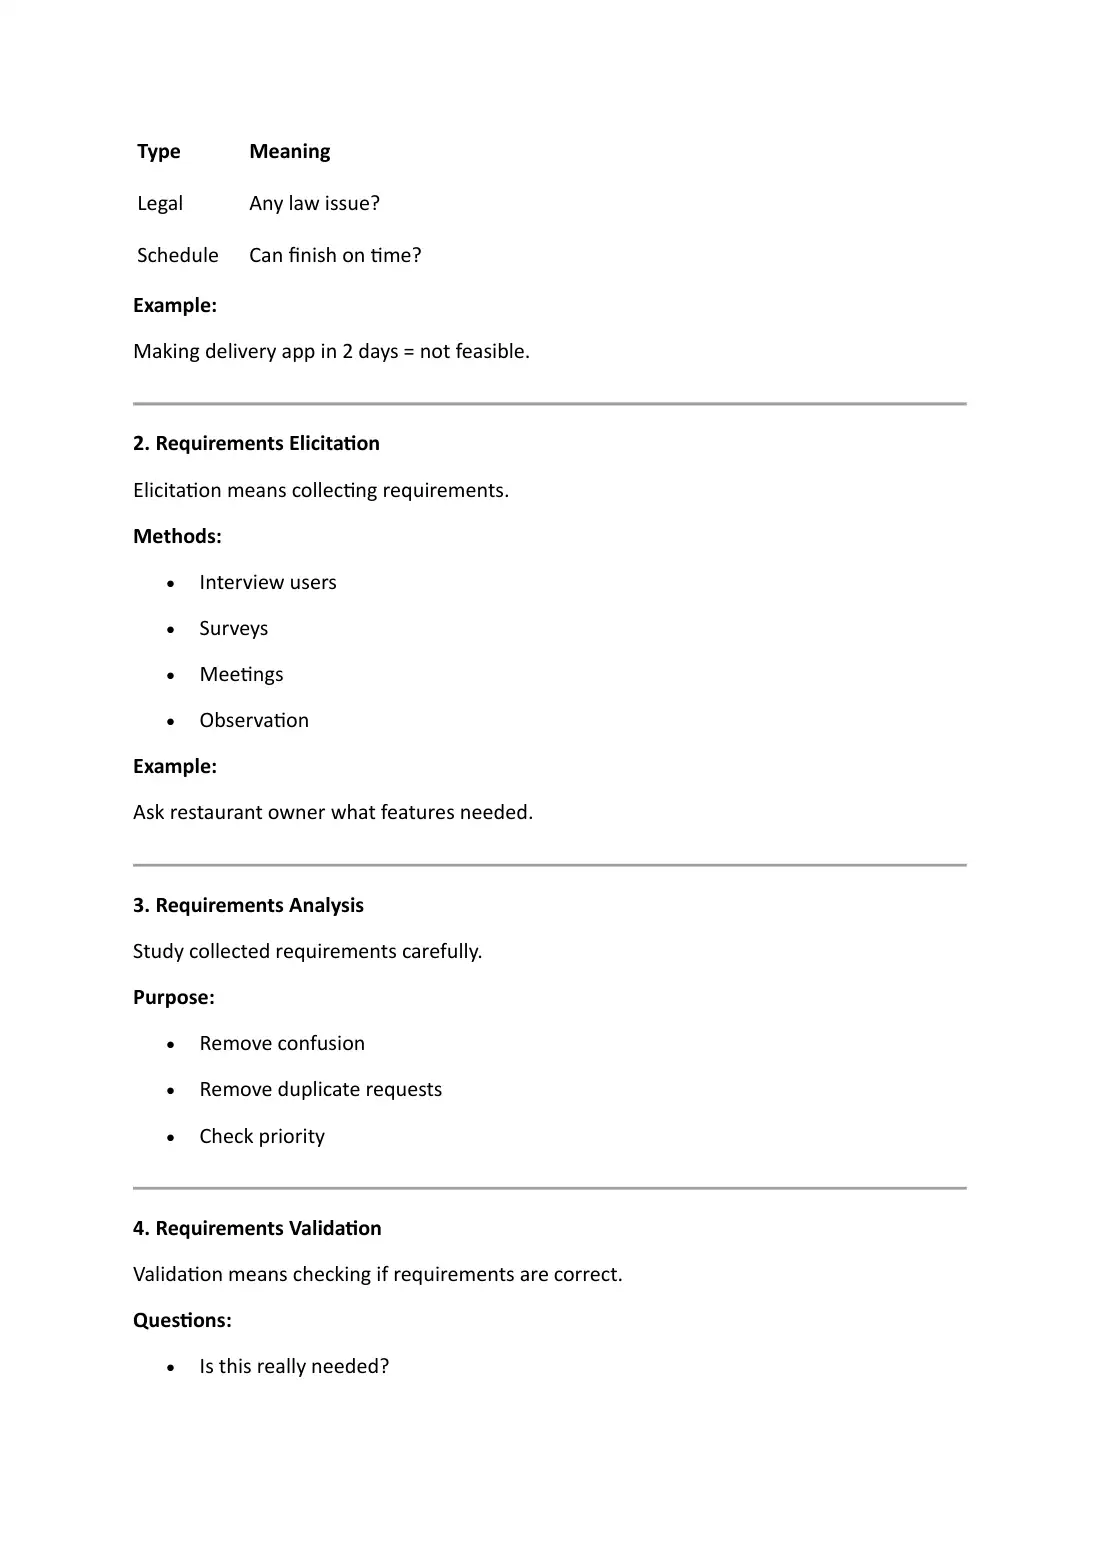 Type Meaning
Legal Any law issue?
Schedule Can finish on time?
Example:
Making delivery app in 2 days = not feasible.
2. Requirements Elicitation
Elicitation means collecting requirements.
Methods:
• Interview users
• Surveys
• Meetings
• Observation
Example:
Ask restaurant owner what features needed.
3. Requirements Analysis
Study collected requirements carefully.
Purpose:
• Remove confusion
• Remove duplicate requests
• Check priority
4. Requirements Validation
Validation means checking if requirements are correct.
Questions:
• Is this really needed?